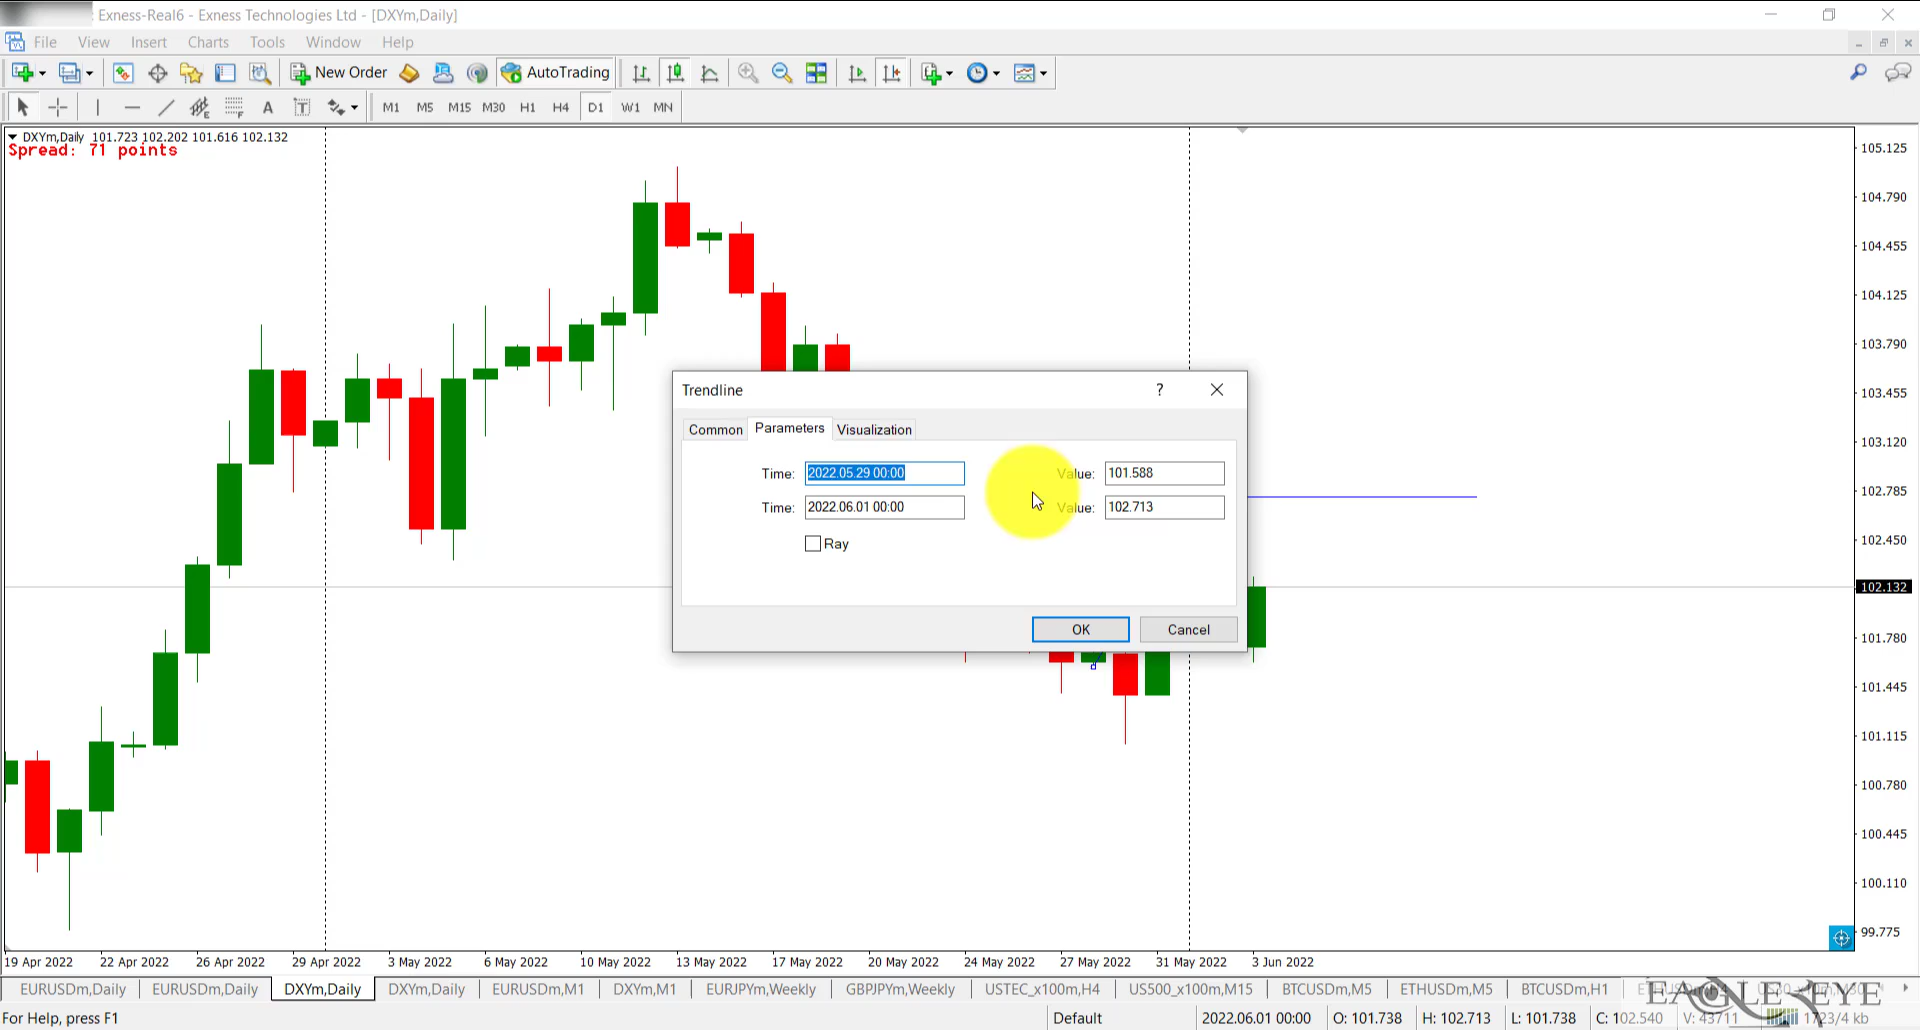 : Exness-Real6 - Exness Technologies Ltd - [DXYm,Daily]
File View Insert Charts Tools Window Help
New Order AutoTrading
A T M1 M5 M15 M30 H1 H4 D1 W1 MN
DXYm,Daily 101.723 102.202 101.616 102.132
Spread: 71 points
105.125
104.790
104.455
104.125
103.790
103.455
103.120
102.785
102.450
102.132
101.780
101.445
101.115
100.780
100.445
100.110
99.775
Trendline ?
Common Parameters Visualization
Time: 2022.05.29 00:00 Value: 101.588
Time: 2022.06.01 00:00 Value: 102.713
Ray
OK Cancel
19 Apr 2022 22 Apr 2022 26 Apr 2022 29 Apr 2022 3 May 2022 6 May 2022 10 May 2022 13 May 2022 17 May 2022 20 May 2022 24 May 2022 27 May 2022 31 May 2022 3 Jun 2022
EURUSDm,Daily EURUSDm,Daily DXYm,Daily DXYm,Daily EURUSDm,M1 DXYm,M1 EURJPYm,Weekly GBPJPYm,Weekly USTEC_x100m,H4 US500_x100m,M15 BTCUSDm,M5 ETHUSDm,M5 BTCUSDm,H1
EAGLE EYE
For Help, press F1 Default 2022.06.01 00:00 O: 101.738 H: 102.713 L: 101.738 C: 102.540 V: 43711 1723/4 kb